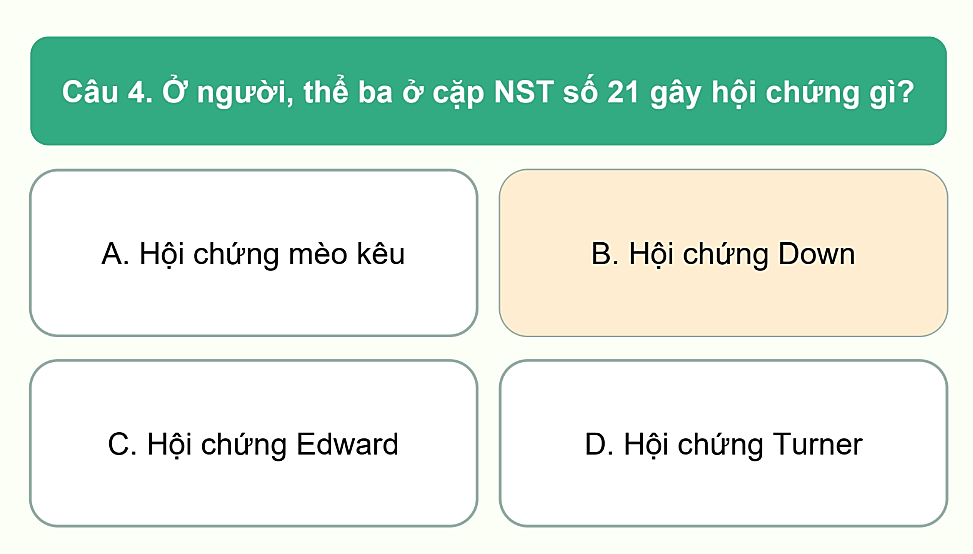 Câu 4. Ở người, thể ba ở cặp NST số 21 gây hội chứng gì?
A. Hội chứng mèo kêu
B. Hội chứng Down
C. Hội chứng Edward
D. Hội chứng Turner